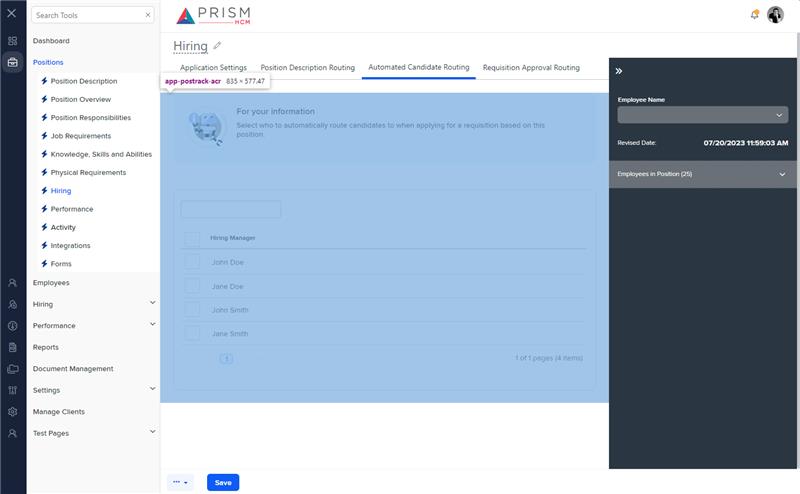 Search Tools
Dashboard
Positions
Position Description
Position Overview
Position Responsibilities
Job Requirements
Knowledge, Skills and Abilities
Physical Requirements
Hiring
Performance
Activity
Integrations
Forms
Employees
Hiring
Performance
Reports
Document Management
Settings
Manage Clients
Test Pages
PRISM
HCM
Hiring
Application Settings
Position Description Routing
Automated Candidate Routing
Requisition Approval Routing
app-postrack-acr 835 × 577.47
For your information
Select who to automatically route candidates to when applying for a requisition based on this
position.
Hiring Manager
John Doe
Jane Doe
John Smith
Jane Smith
1
1 of 1 pages (4 items)
Employee Name
Revised Date: 07/20/2023 11:59:03 AM
Employees in Position (25)
Save